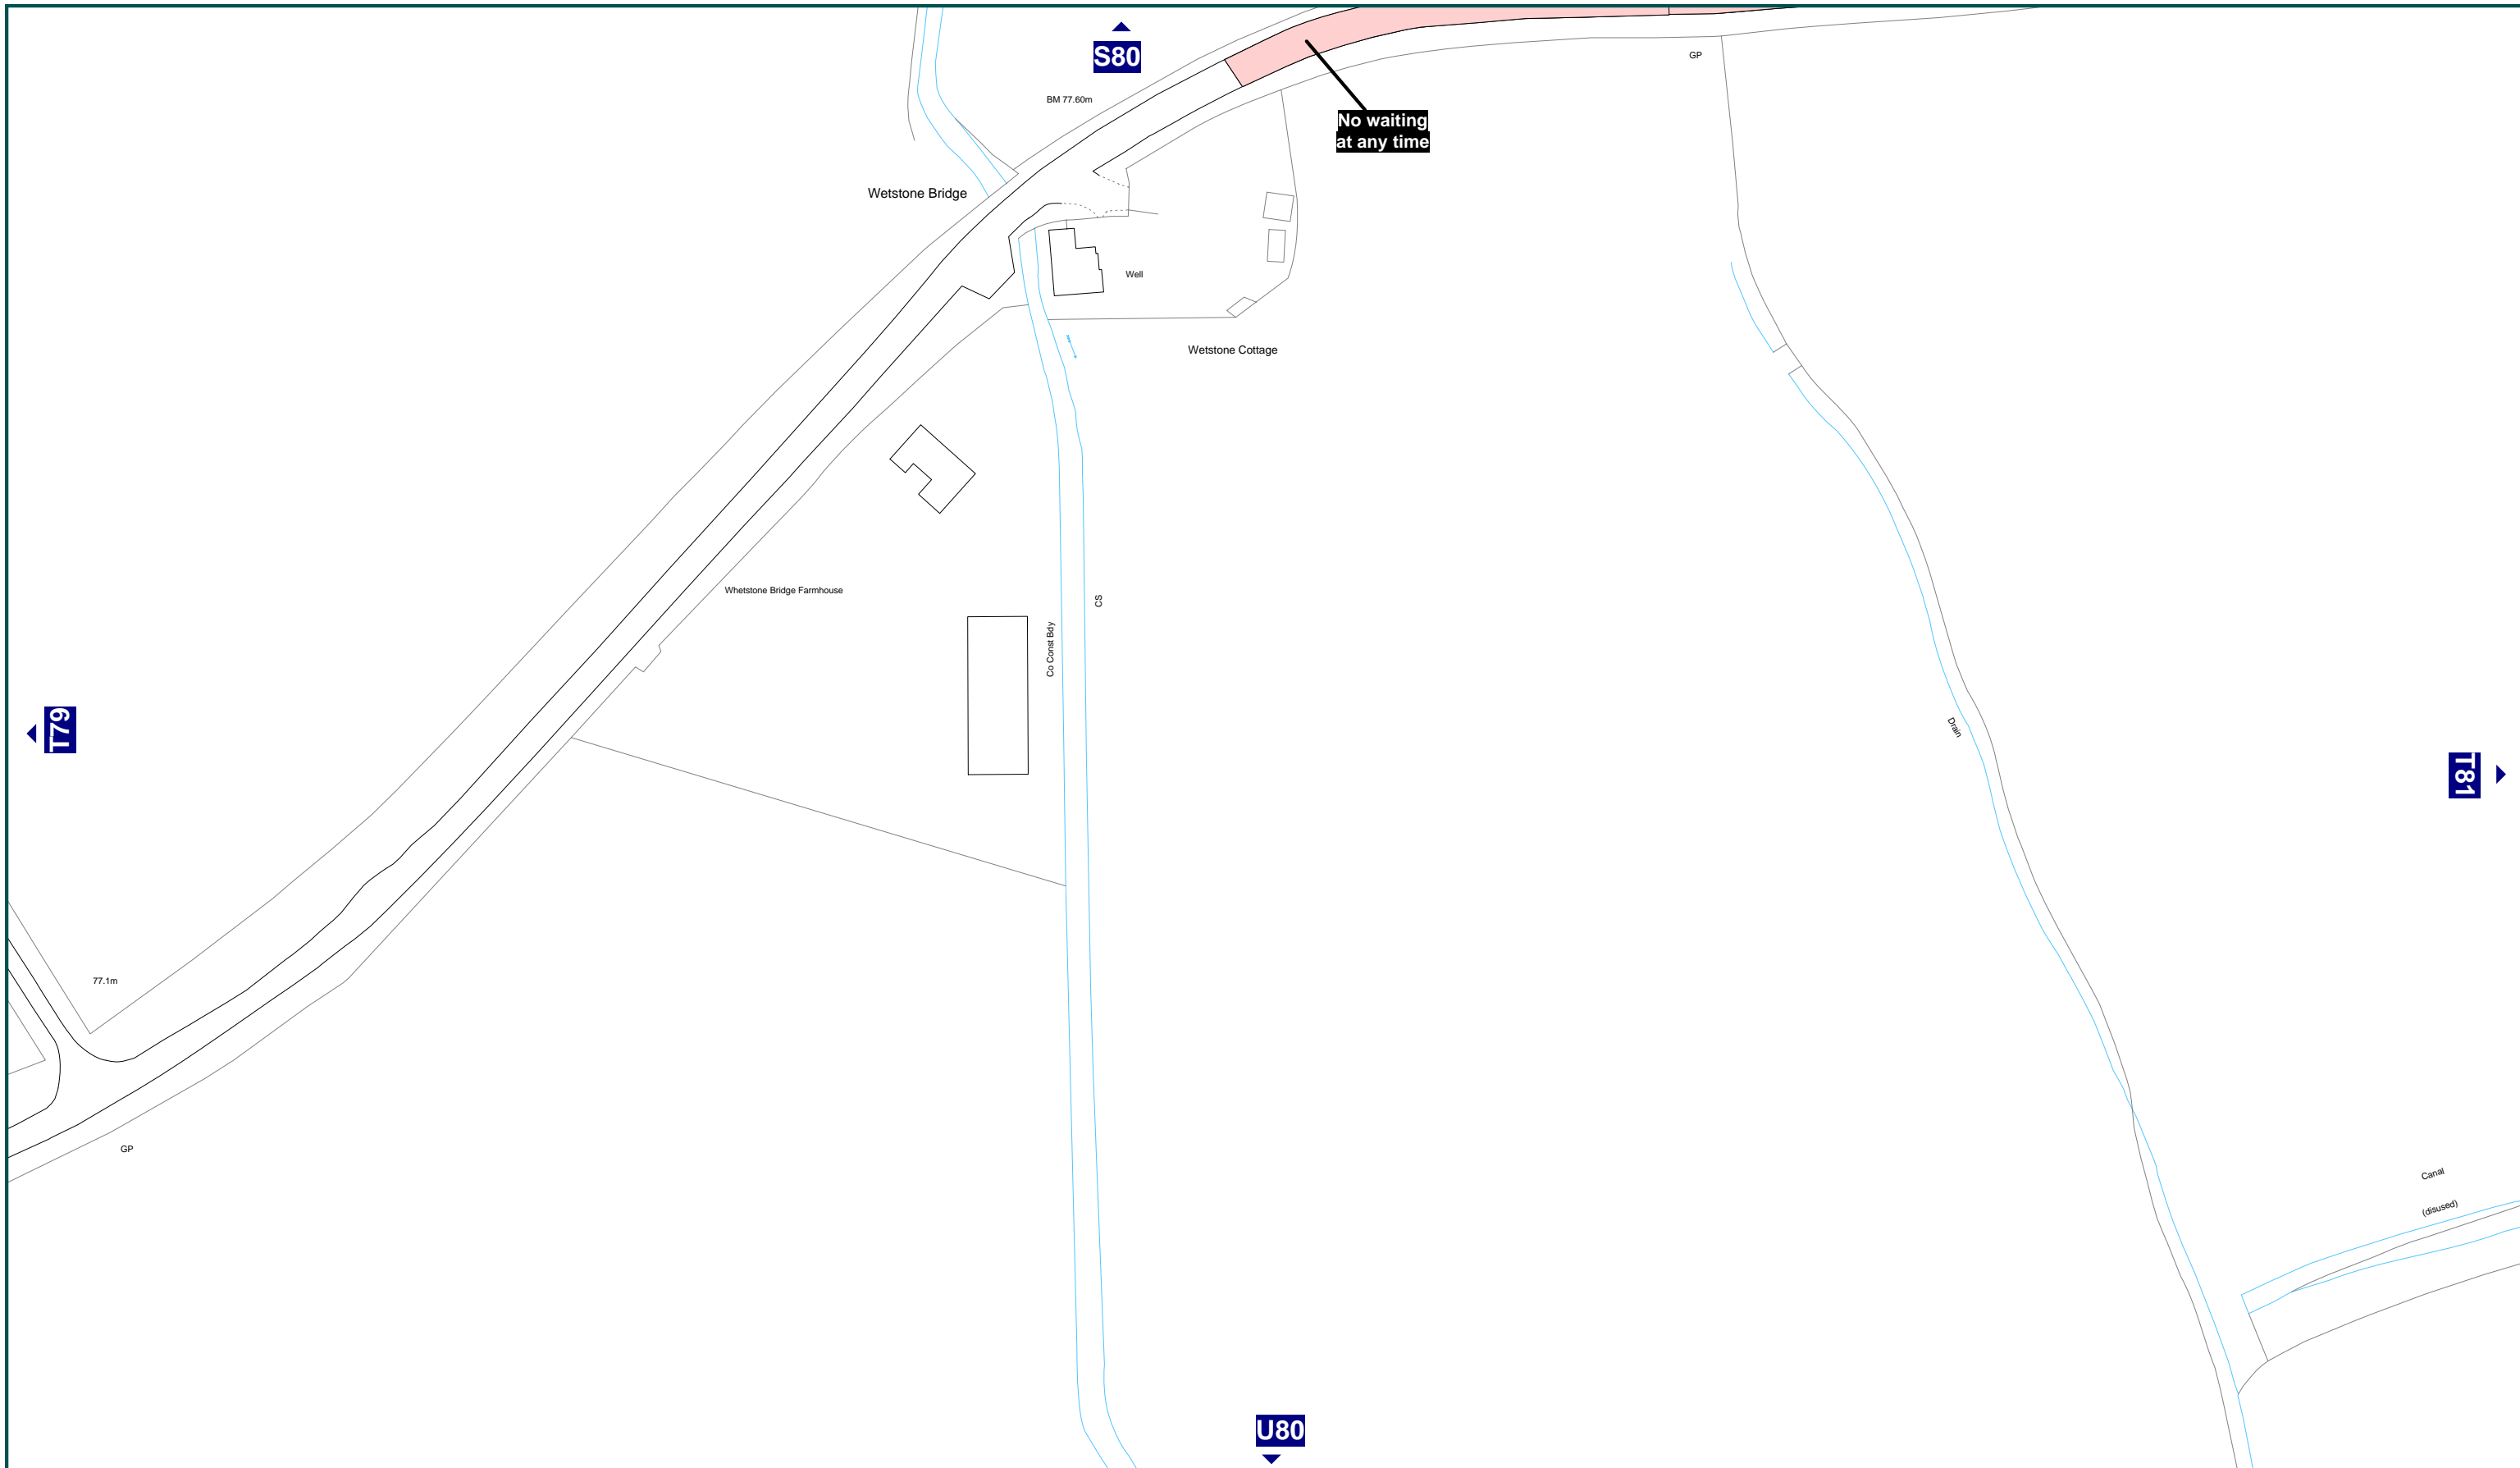 S80
GP
BM 77.60m
No waiting
at any time
Wetstone Bridge
Well
Wetstone Cottage
Whetstone Bridge Farmhouse
CS
Co Const Bdy
T79
Drain
T81
77.1m
GP
Canal
(disused)
U80